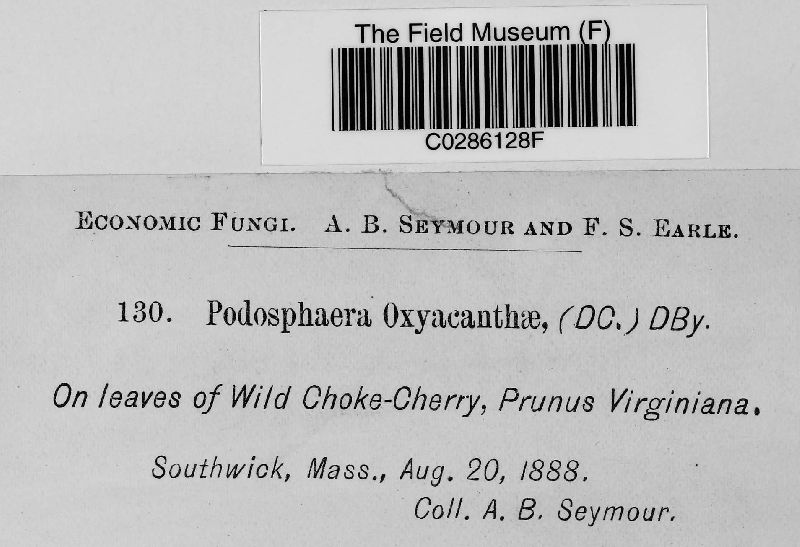 The Field Museum (F)
C0286128F
Economic Fungi. A. B. Seymour and F. S. Earle.
130. Podosphaera Oxyacanthæ, (DC.) DBy.
On leaves of Wild Choke-Cherry, Prunus Virginiana.
Southwick, Mass., Aug. 20, 1888.
Coll. A. B. Seymour.